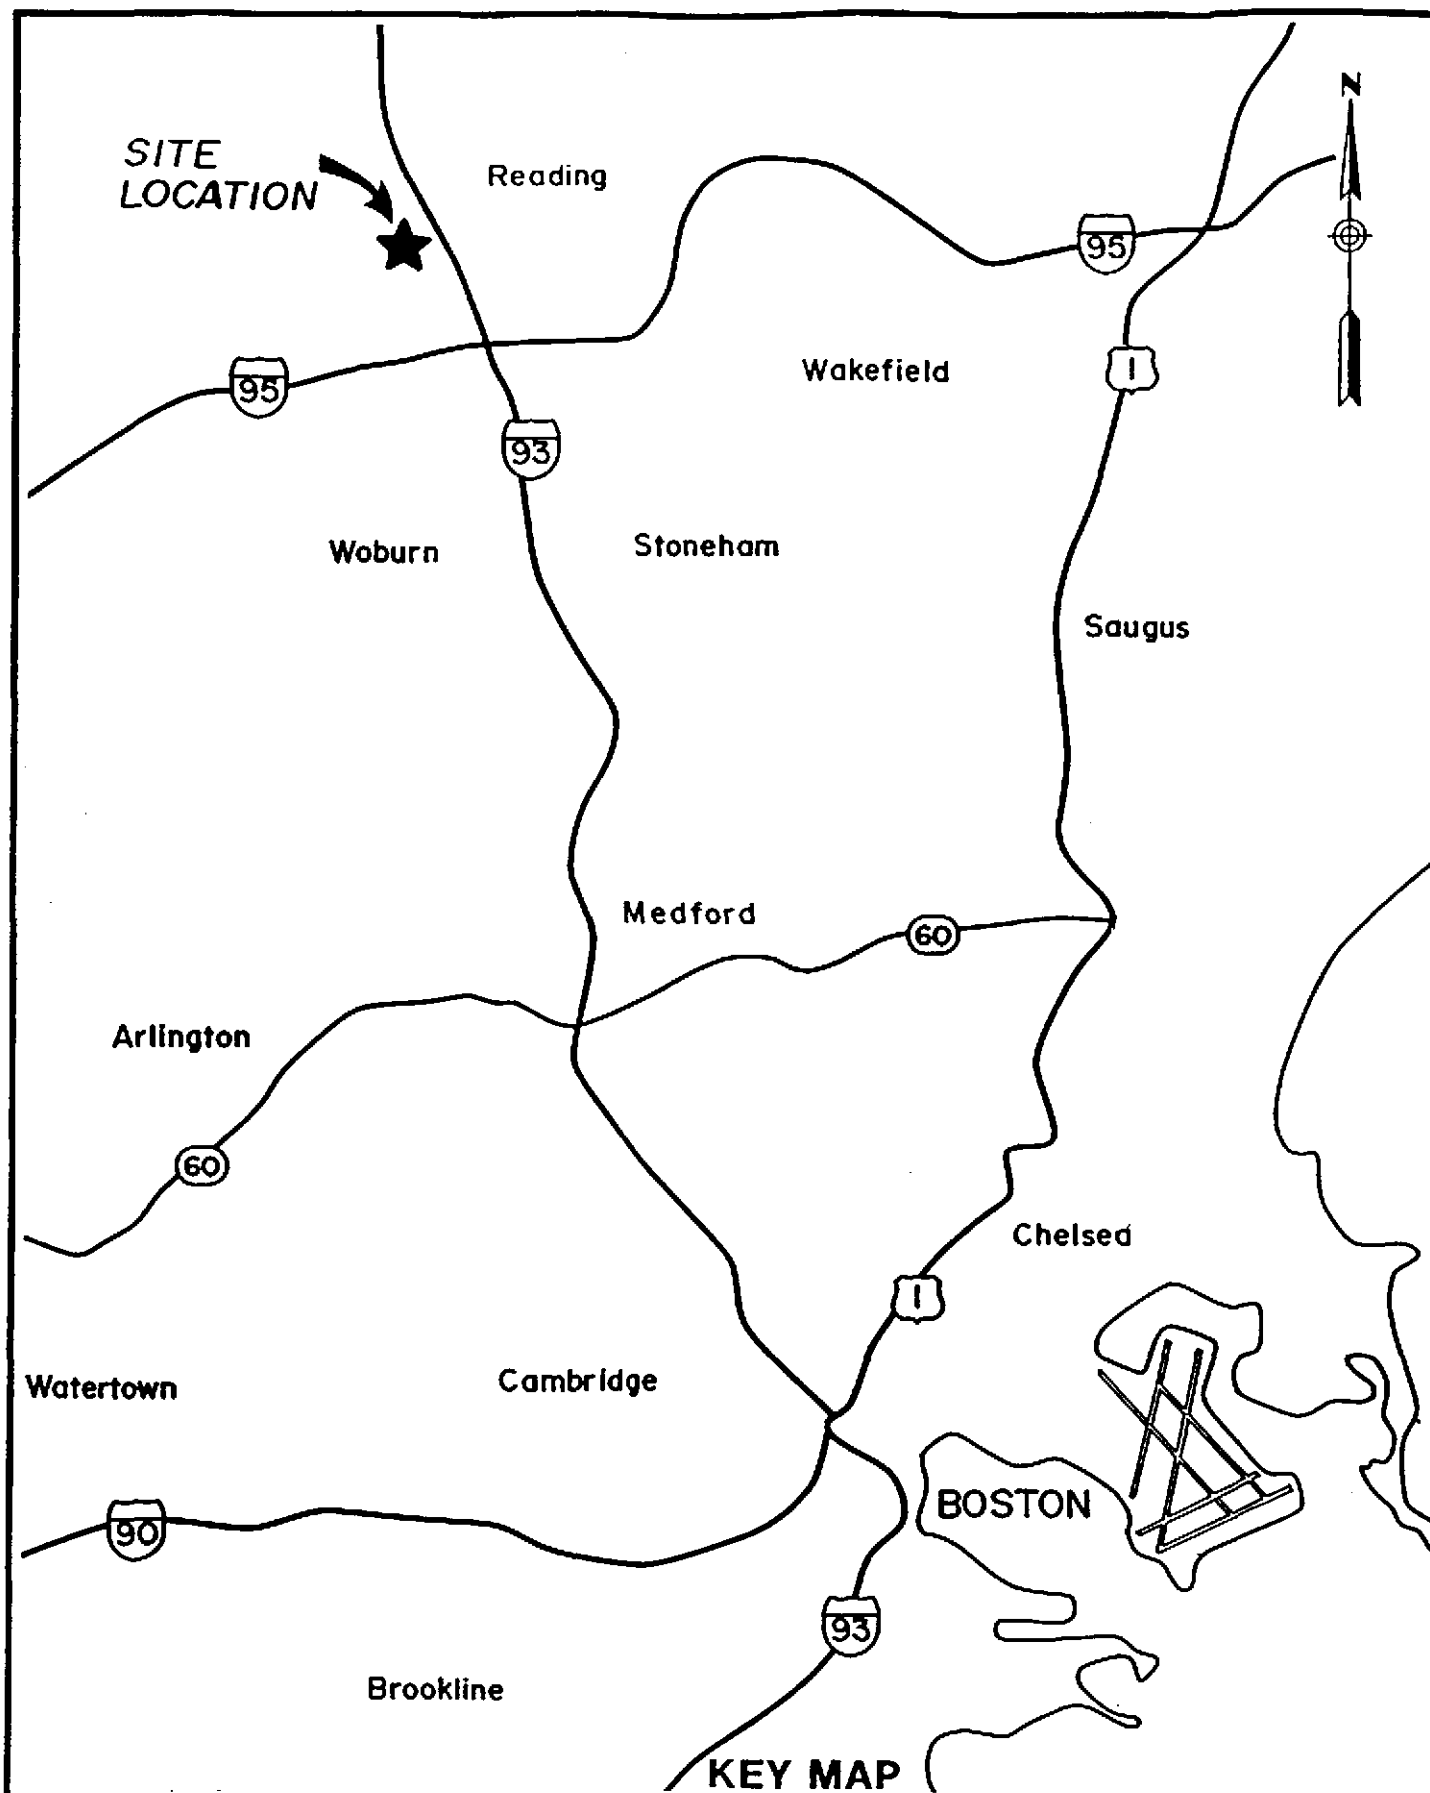 N
SITE
LOCATION
Reading
95
Wakefield
1
95
93
Woburn
Stoneham
Saugus
Medford
60
Arlington
60
Chelsea
1
Watertown
Cambridge
BOSTON
90
93
Brookline
KEY MAP